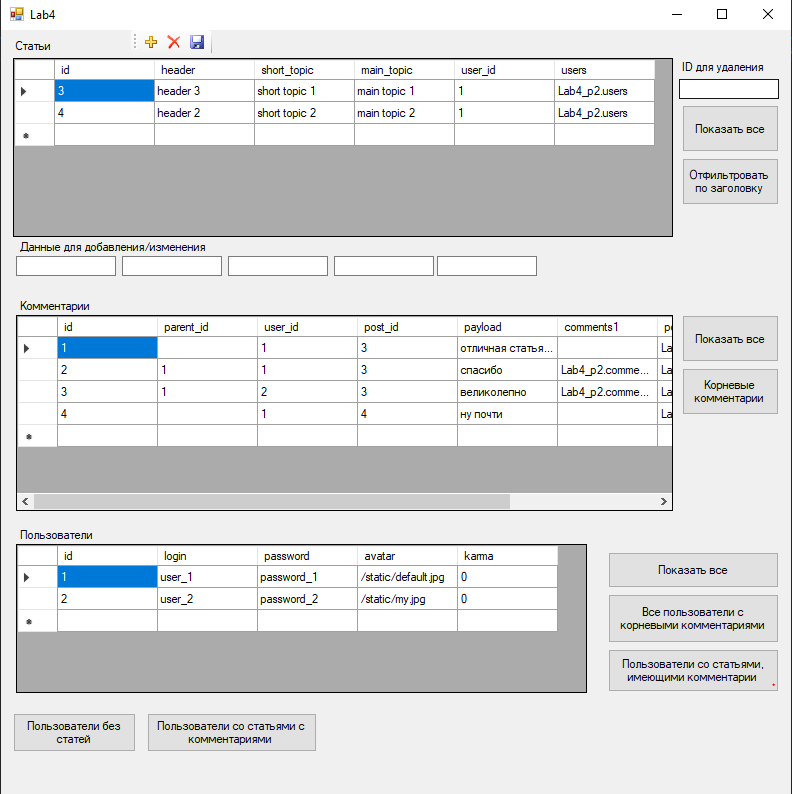 Lab4
Статьи
ID для удаления
id header short_topic main_topic user_id users
3 header 3 short topic 1 main topic 1 1 Lab4_p2.users
4 header 2 short topic 2 main topic 2 1 Lab4_p2.users
Показать все
Отфильтровать
по заголовку
Данные для добавления/изменения
Комментарии
id parent_id user_id post_id payload comments1 po
1 1 3 отличная статья... La
2 1 1 3 спасибо Lab4_p2.comme... La
3 1 2 3 великолепно Lab4_p2.comme... La
4 1 4 ну почти La
Показать все
Корневые
комментарии
Пользователи
id login password avatar karma
1 user_1 password_1 /static/default.jpg 0
2 user_2 password_2 /static/my.jpg 0
Показать все
Все пользователи с
корневыми комментариями
Пользователи со статьями,
имеющими комментарии
Пользователи без
статей
Пользователи со статьями с
комментариями